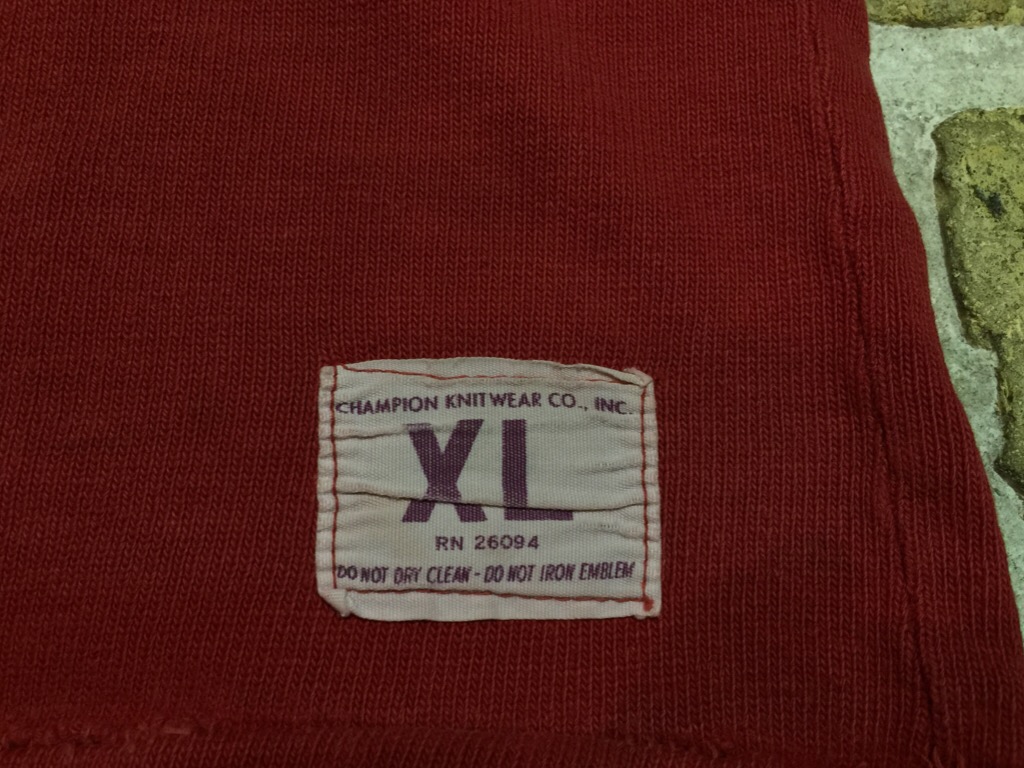 CHAMPION KNITWEAR CO., INC.
XL
RN 26094
DO NOT DRY CLEAN - DO NOT IRON EMBLEM